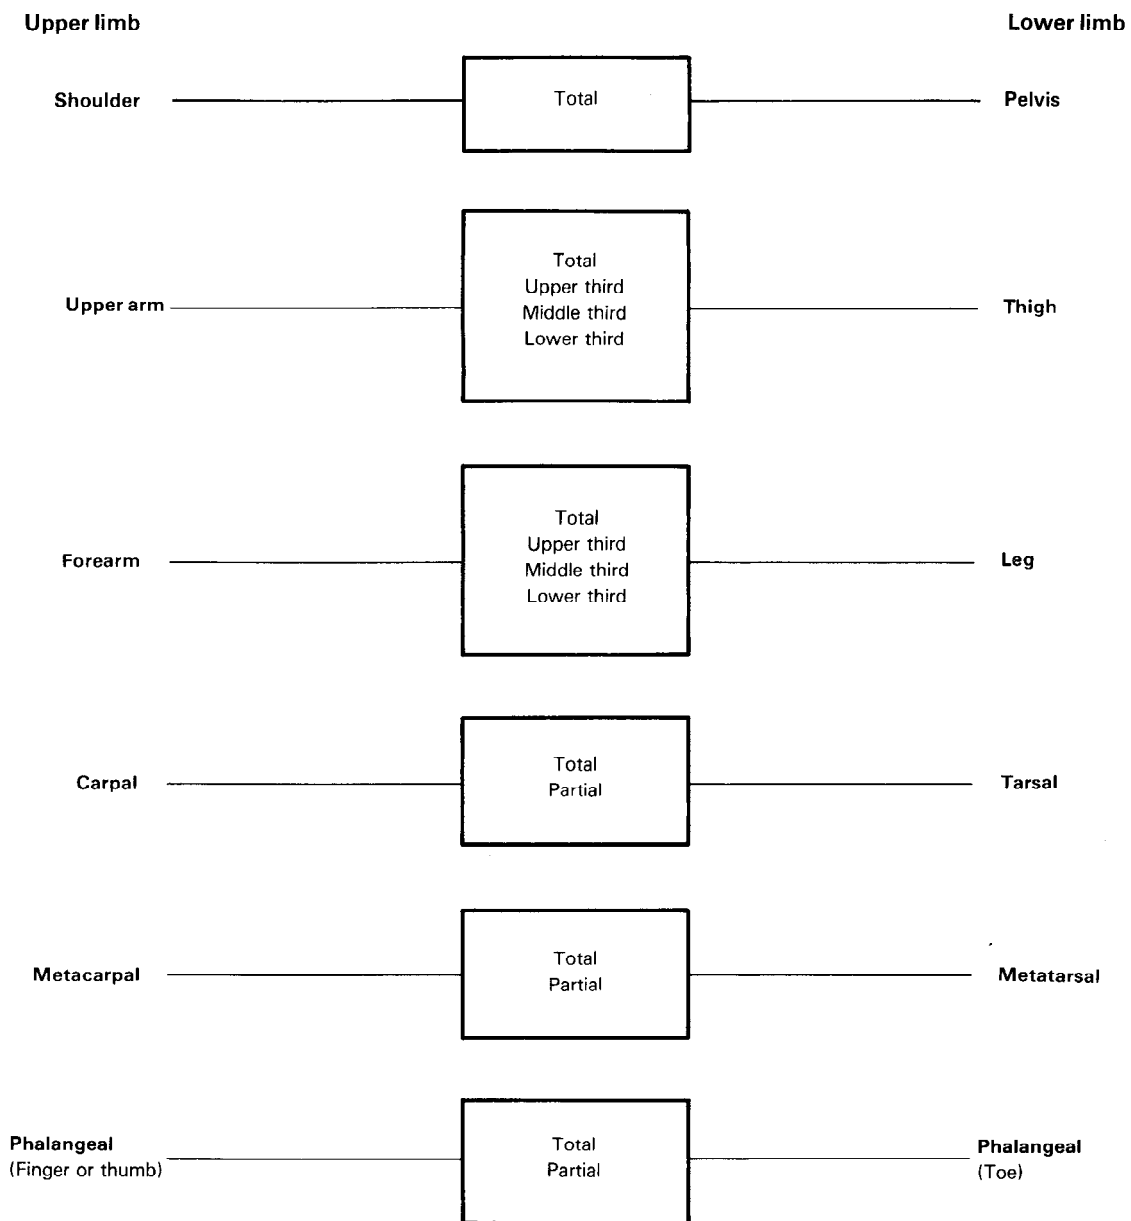 Upper limb
Lower limb
Shoulder
Total
Pelvis
Upper arm
Total
Upper third
Middle third
Lower third
Thigh
Forearm
Total
Upper third
Middle third
Lower third
Leg
Carpal
Total
Partial
Tarsal
Metacarpal
Total
Partial
Metatarsal
Phalangeal
(Finger or thumb)
Total
Partial
Phalangeal
(Toe)